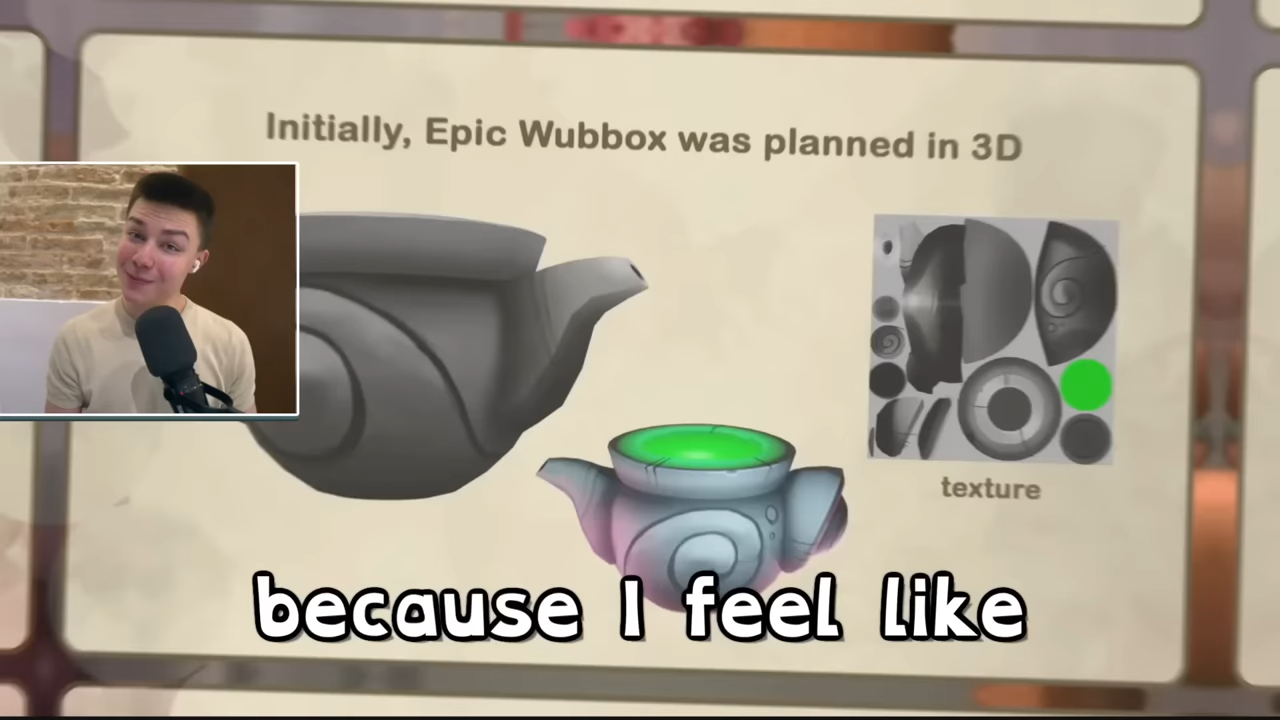 Initially, Epic Wubbox was planned in 3D
texture
because I feel like